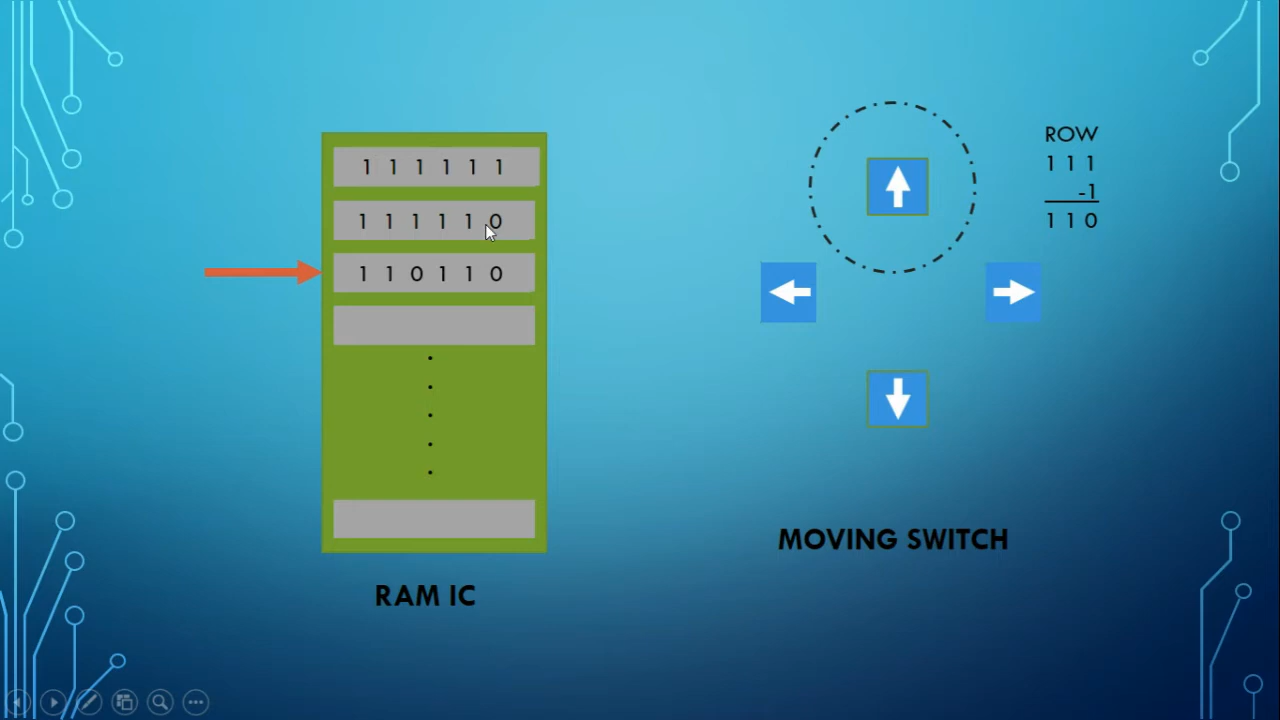 1 1 1 1 1 1
1 1 1 1 1 0
1 1 0 1 1 0
RAM IC
ROW
1 1 1
-1
1 1 0
MOVING SWITCH